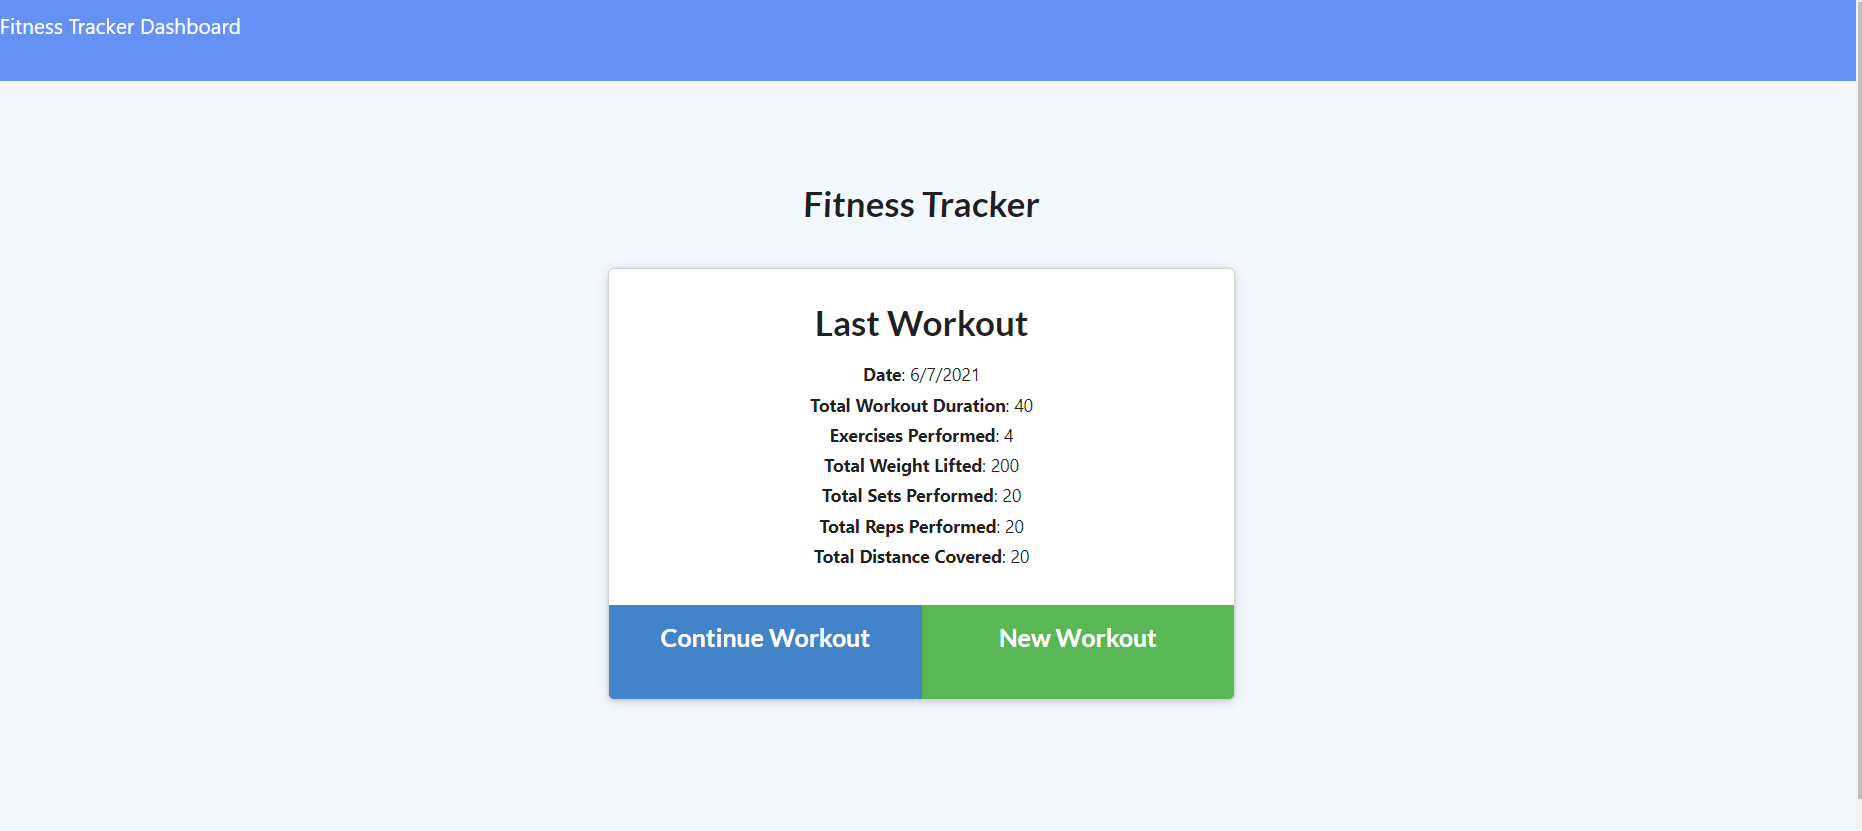 Fitness Tracker Dashboard
Fitness Tracker
Last Workout
Date: 6/7/2021
Total Workout Duration: 40
Exercises Performed: 4
Total Weight Lifted: 200
Total Sets Performed: 20
Total Reps Performed: 20
Total Distance Covered: 20
Continue Workout
New Workout